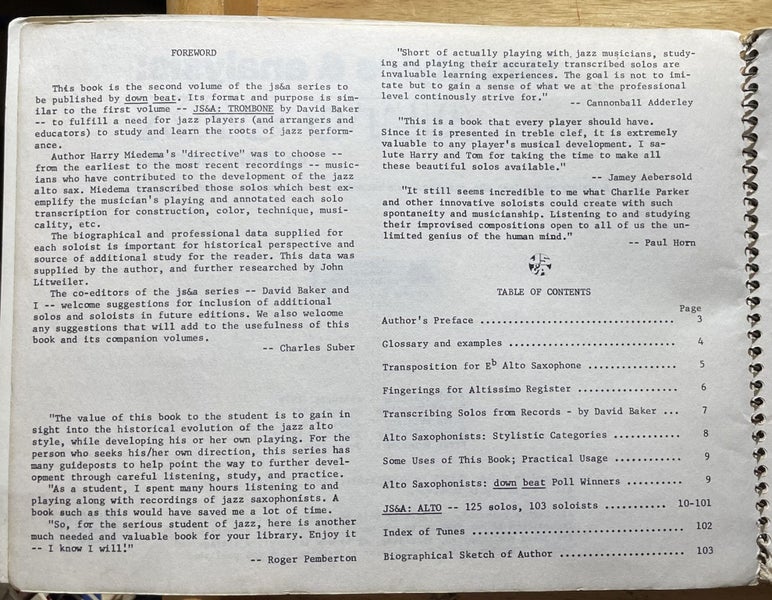 FOREWORD
This book is the second volume of the js&a series to
be published by down beat. Its format and purpose is sim-
ilar to the first volume -- JS&A: TROMBONE by David Baker
-- to fulfill a need for jazz players (and arrangers and
educators) to study and learn the roots of jazz perform-
ance.
Author Harry Miedema's "directive" was to choose --
from the earliest to the most recent recordings -- music-
ians who have contributed to the development of the jazz
alto sax. Miedema transcribed those solos which best ex-
emplify the musician's playing and annotated each solo
transcription for construction, color, technique, musi-
cality, etc.
The biographical and professional data supplied for
each soloist is important for historical perspective and
source of additional study for the reader. This data was
supplied by the author, and further researched by John
Litweiler.
The co-editors of the js&a series -- David Baker and
I -- welcome suggestions for inclusion of additional
solos and soloists in future editions. We also welcome
any suggestions that will add to the usefulness of this
book and its companion volumes.
-- Charles Suber
"The value of this book to the student is to gain in
sight into the historical evolution of the jazz alto
style, while developing his or her own playing. For the
person who seeks his/her own direction, this series has
many guideposts to help point the way to further devel-
opment through careful listening, study, and practice.
"As a student, I spent many hours listening to and
playing along with recordings of jazz saxophonists. A
book such as this would have saved me a lot of time.
"So, for the serious student of jazz, here is another
much needed and valuable book for your library. Enjoy it
-- I know I will!"
-- Roger Pemberton
"Short of actually playing with jazz musicians, study-
ing and playing their accurately transcribed solos are
invaluable learning experiences. The goal is not to imi-
tate but to gain a sense of what we at the professional
level continously strive for."
-- Cannonball Adderley
"This is a book that every player should have.
Since it is presented in treble clef, it is extremely
valuable to any player's musical development. I sa-
lute Harry and Tom for taking the time to make all
these beautiful solos available."
-- Jamey Aebersold
"It still seems incredible to me what Charlie Parker
and other innovative soloists could create with such
spontaneity and musicianship. Listening to and studying
their improvised compositions open to all of us the un-
limited genius of the human mind."
-- Paul Horn
TABLE OF CONTENTS
Page
Author's Preface ................................. 3
Glossary and examples ............................ 4
Transposition for Eb Alto Saxophone .............. 5
Fingerings for Altissimo Register ................ 6
Transcribing Solos from Records - by David Baker ... 7
Alto Saxophonists: Stylistic Categories ............ 8
Some Uses of This Book; Practical Usage ............ 9
Alto Saxophonists: down beat Poll Winners .......... 9
JS&A: ALTO -- 125 solos, 103 soloists ........... 10-101
Index of Tunes .................................... 102
Biographical Sketch of Author ..................... 103